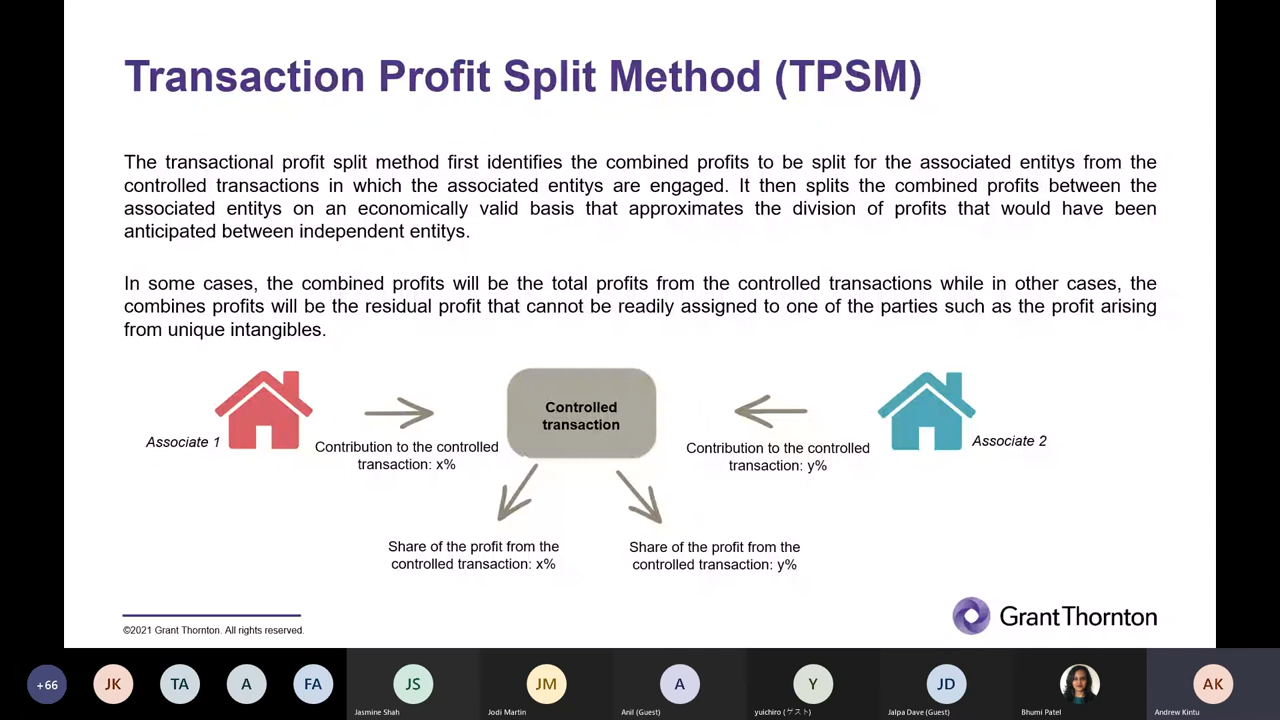 Transaction Profit Split Method (TPSM)
The transactional profit split method first identifies the combined profits to be split for the associated entitys from the
controlled transactions in which the associated entitys are engaged. It then splits the combined profits between the
associated entitys on an economically valid basis that approximates the division of profits that would have been
anticipated between independent entitys.
In some cases, the combined profits will be the total profits from the controlled transactions while in other cases, the
combines profits will be the residual profit that cannot be readily assigned to one of the parties such as the profit arising
from unique intangibles.
Associate 1
Contribution to the controlled
transaction: x%
Controlled
transaction
Contribution to the controlled
transaction: y%
Associate 2
Share of the profit from the
controlled transaction: x%
Share of the profit from the
controlled transaction: y%
©2021 Grant Thornton. All rights reserved.
Grant Thornton
+66
JK
TA
A
FA
JS
Jasmine Shah
JM
Jodi Martin
A
Anil (Guest)
Y
yuichiro (ゲスト)
JD
Jalpa Dave (Guest)
Bhumi Patel
AK
Andrew Kintu